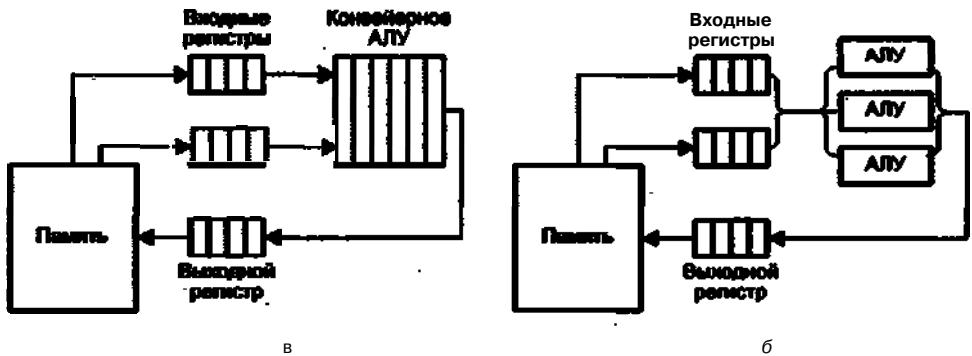 Входные
регистры
Конвейерное
АЛУ
Память
Выходной
регистр
в
Входные
регистры
АЛУ
АЛУ
АЛУ
Память
Выходной
регистр
б